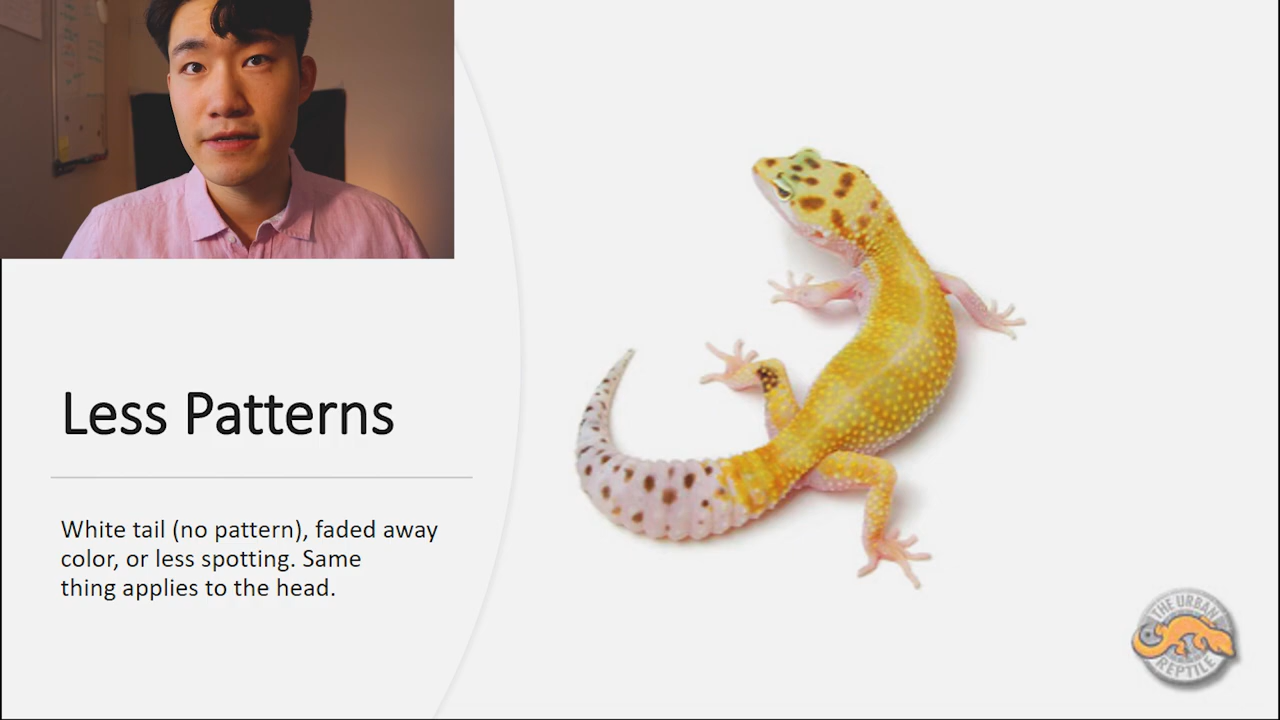 Less Patterns
White tail (no pattern), faded away
color, or less spotting. Same
thing applies to the head.
THE URBAN
REPTILE